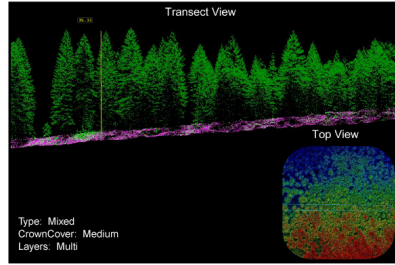 Transect View
Top View
Type: Mixed
CrownCover: Medium
Layers: Multi